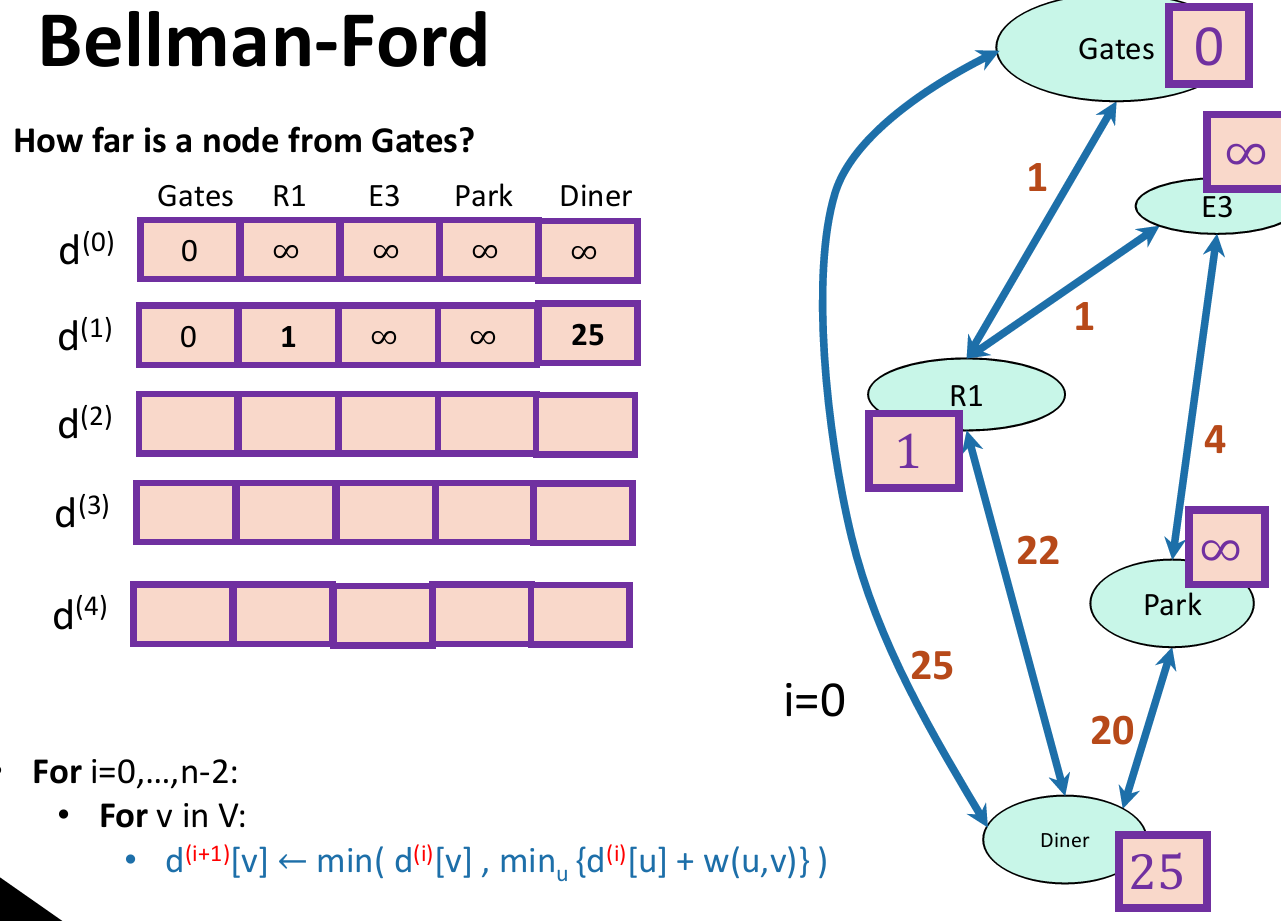 Bellman-Ford
How far is a node from Gates?
Gates R1 E3 Park Diner
d(0) 0 ∞ ∞ ∞ ∞
d(1) 0 1 ∞ ∞ 25
d(2)
d(3)
d(4)
• For i=0,...,n-2:
• For v in V:
• d(i+1)[v] ← min( d(i)[v] , minu {d(i)[u] + w(u,v)} )
i=0
Gates 0
∞
E3
1
1
R1
1
4
22
∞
Park
25
20
Diner
25